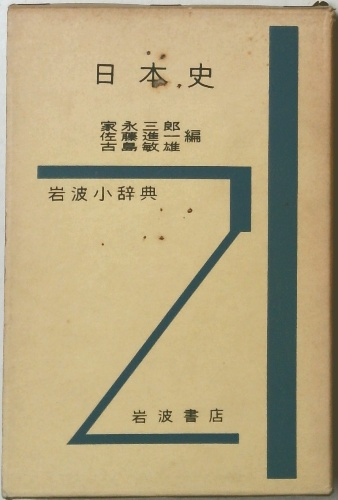 日本史
家永三郎
佐藤進一 編
古島敏雄
岩波小辞典
岩波書店